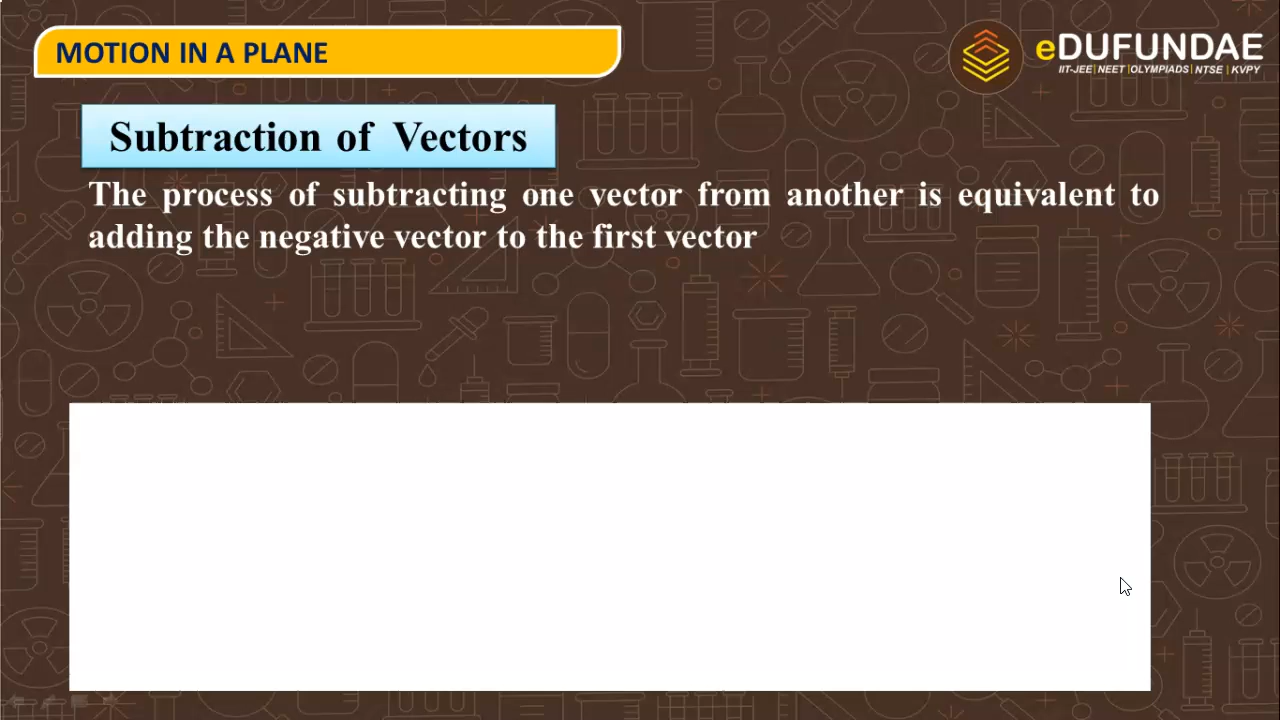 MOTION IN A PLANE
eDUFUNDAE
IIT-JEE|NEET|OLYMPIADS|NTSE|KVPY
Subtraction of Vectors
The process of subtracting one vector from another is equivalent to
adding the negative vector to the first vector